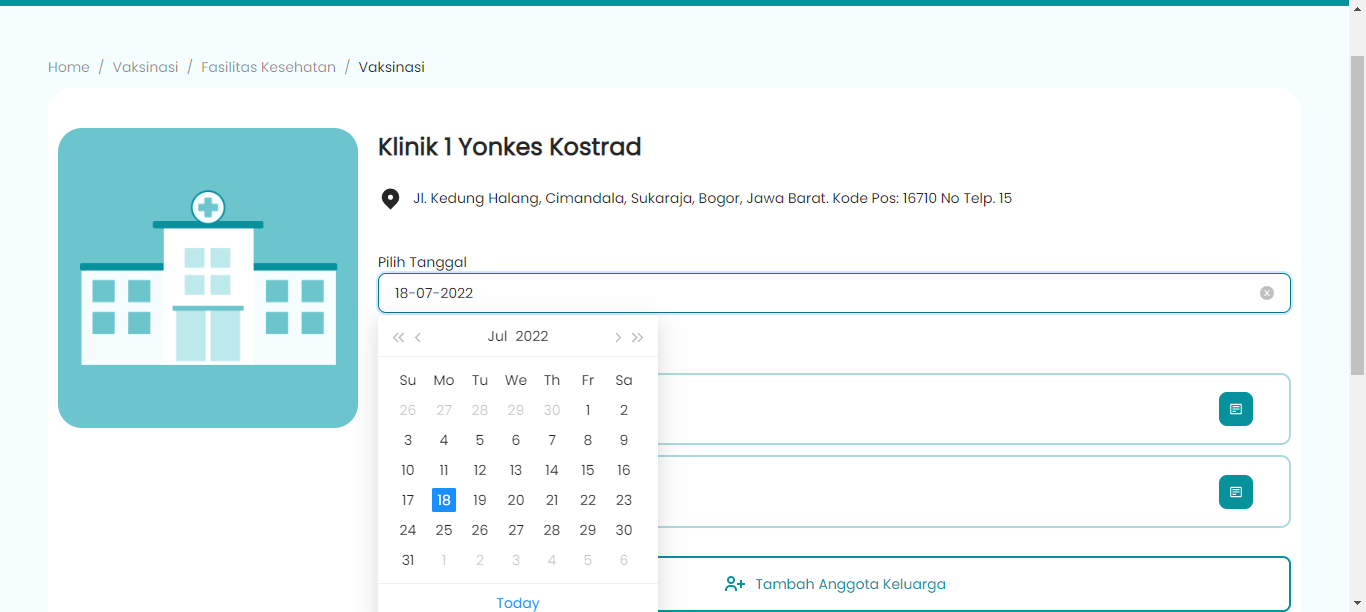 Home / Vaksinasi / Fasilitas Kesehatan / Vaksinasi
Klinik 1 Yonkes Kostrad
Jl. Kedung Halang, Cimandala, Sukaraja, Bogor, Jawa Barat. Kode Pos: 16710 No Telp. 15
Pilih Tanggal
18-07-2022
Jul 2022
Su Mo Tu We Th Fr Sa
26 27 28 29 30 1 2
3 4 5 6 7 8 9
10 11 12 13 14 15 16
17 18 19 20 21 22 23
24 25 26 27 28 29 30
31 1 2 3 4 5 6
Tambah Anggota Keluarga
Today